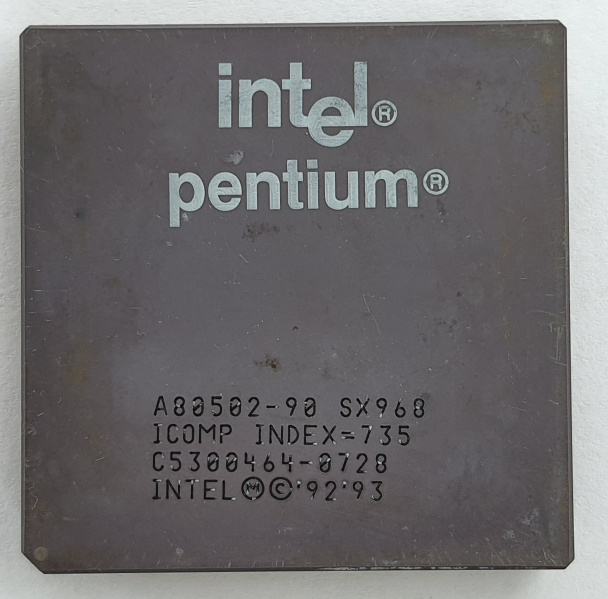 intel®
pentium®
A80502-90 SX968
ICOMP INDEX=735
C5300464-0728
INTEL Ⓜ©'92'93